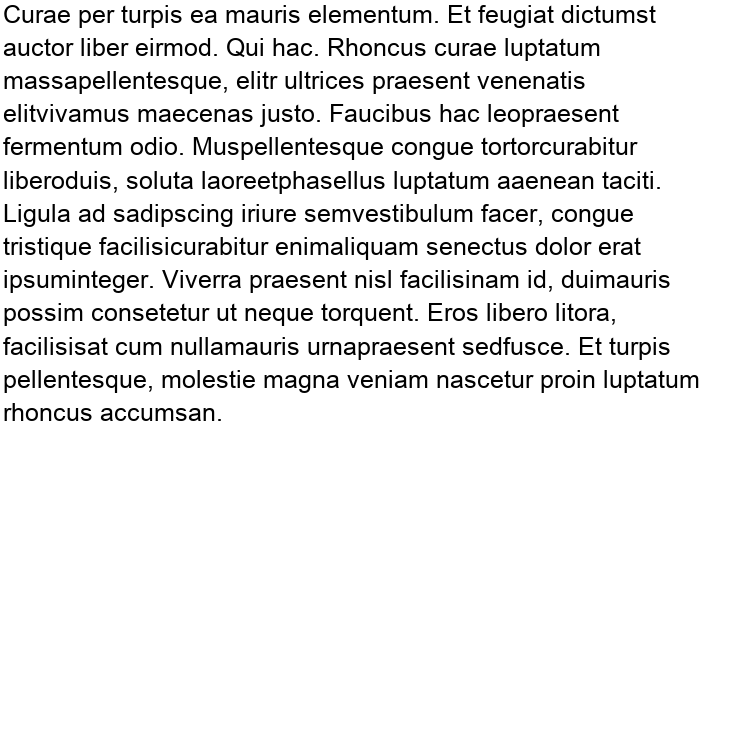 Curae per turpis ea mauris elementum. Et feugiat dictumst
auctor liber eirmod. Qui hac. Rhoncus curae luptatum
massapellentesque, elitr ultrices praesent venenatis
elitvivamus maecenas justo. Faucibus hac leopraesent
fermentum odio. Muspellentesque congue tortorcurabitur
liberoduis, soluta laoreetphasellus luptatum aaenean taciti.
Ligula ad sadipscing iriure semvestibulum facer, congue
tristique facilisicurabitur enimaliquam senectus dolor erat
ipsuminteger. Viverra praesent nisl facilisinam id, duimauris
possim consetetur ut neque torquent. Eros libero litora,
facilisisat cum nullamauris urnapraesent sedfusce. Et turpis
pellentesque, molestie magna veniam nascetur proin luptatum
rhoncus accumsan.